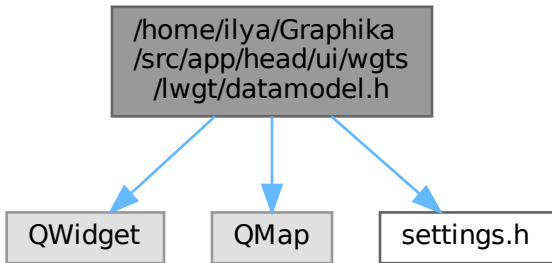 /home/ilya/Graphika
/src/app/head/ui/wgts
/lwgt/datamodel.h
QWidget
QMap
settings.h